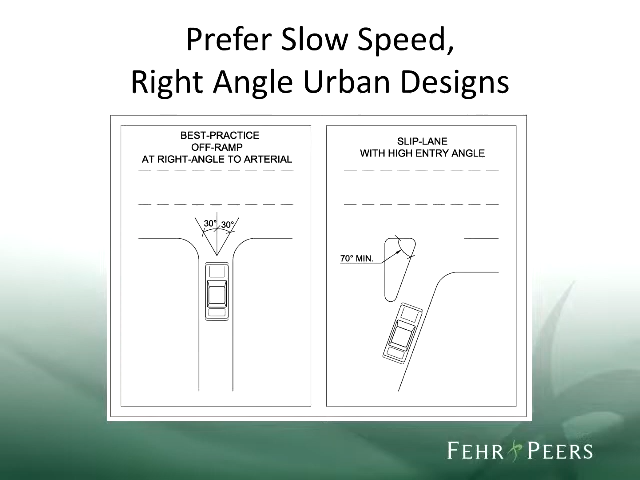 Prefer Slow Speed,
Right Angle Urban Designs
BEST-PRACTICE
OFF-RAMP
AT RIGHT-ANGLE TO ARTERIAL
30° 30°
SLIP-LANE
WITH HIGH ENTRY ANGLE
70° MIN.
FEHR PEERS